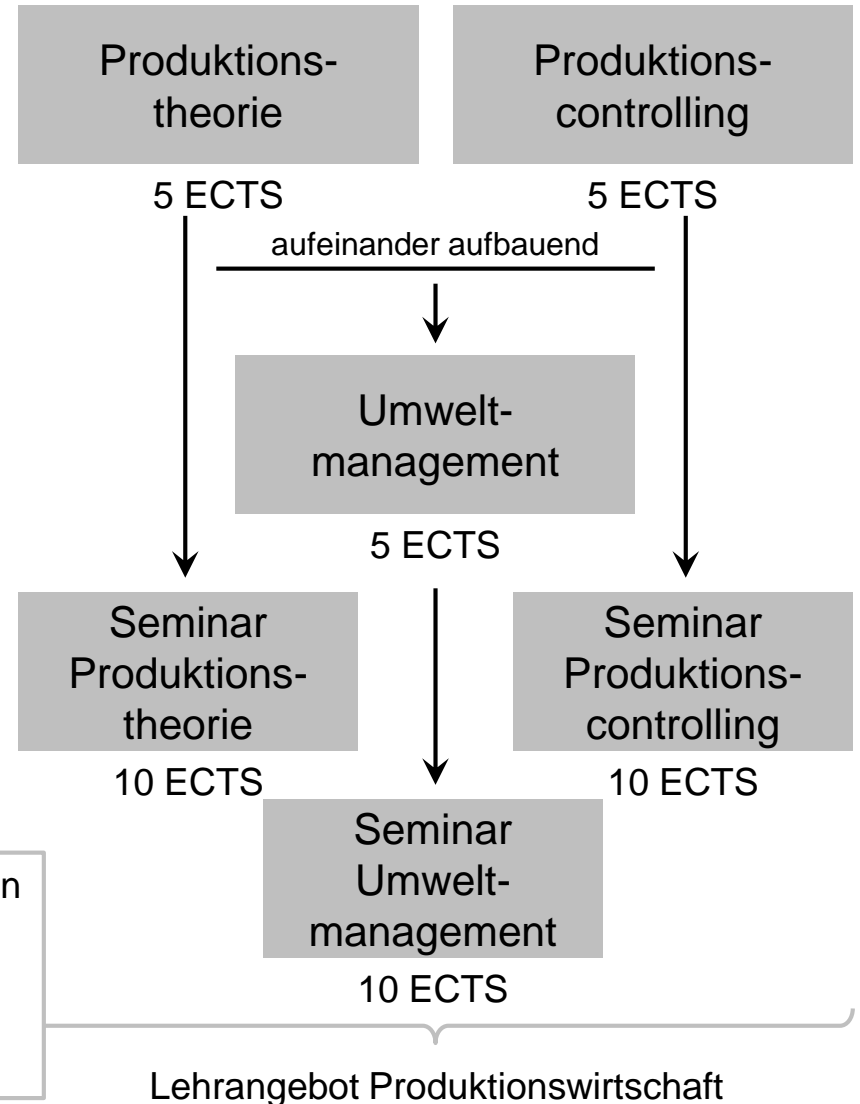 Produktions-
theorie
5 ECTS
Produktions-
controlling
5 ECTS
aufeinander aufbauend
Umwelt-
management
5 ECTS
Seminar
Produktions-
theorie
10 ECTS
Seminar
Produktions-
controlling
10 ECTS
Seminar
Umwelt-
management
10 ECTS
n
Lehrangebot Produktionswirtschaft